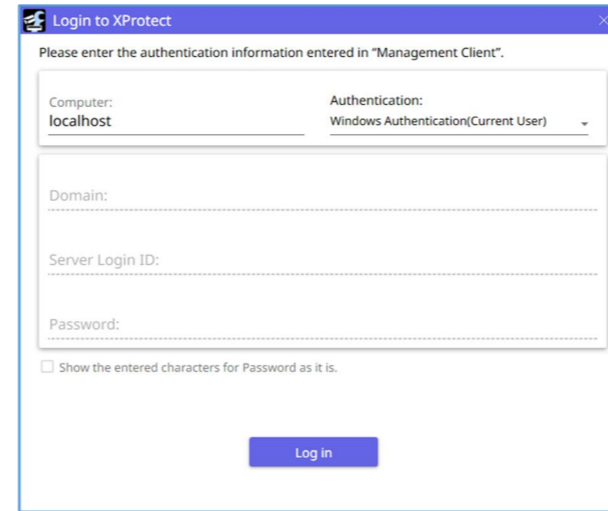 Login to XProtect
Please enter the authentication information entered in “Management Client”.
Computer:
localhost
Authentication:
Windows Authentication(Current User)
Domain:
Server Login ID:
Password:
Show the entered characters for Password as it is.
Log in